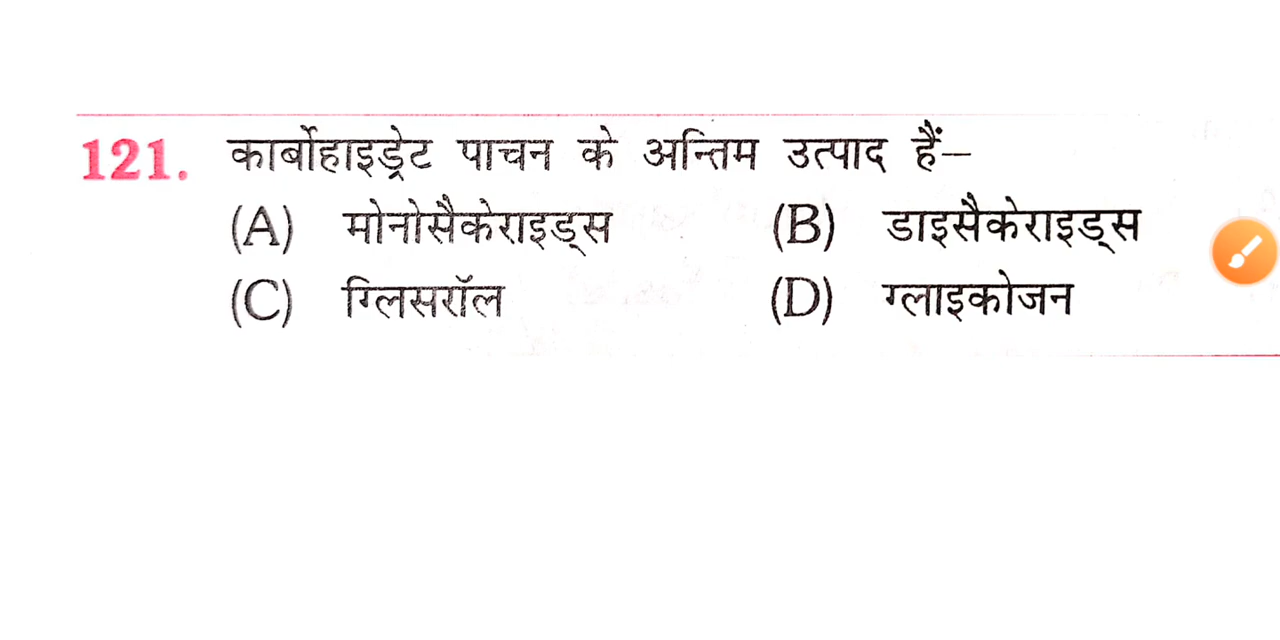 121. कार्बोहाइड्रेट पाचन के अन्तिम उत्पाद हैं–
(A) मोनोसैकेराइड्स (B) डाइसैकेराइड्स
(C) ग्लिसरॉल (D) ग्लाइकोजन